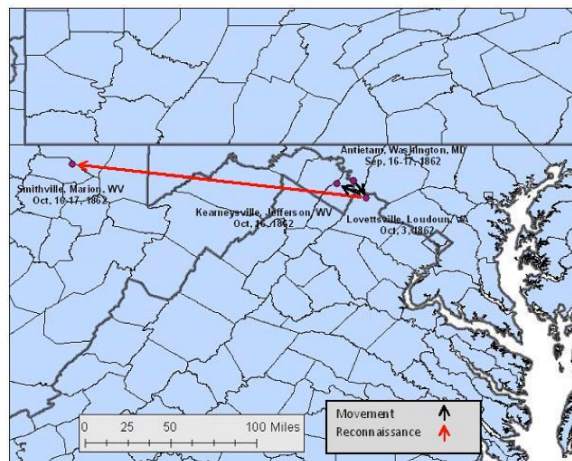 Antietam, Washington, MD
Sep, 16-17, 1862
Smithville, Marion, WV
Oct, 16-17, 1862
Kearneysville, Jefferson, WV
Oct, 16, 1862
Lovettsville, Loudoun, VA
Oct, 3, 1862
Movement
Reconnaissance
0 25 50 100 Miles